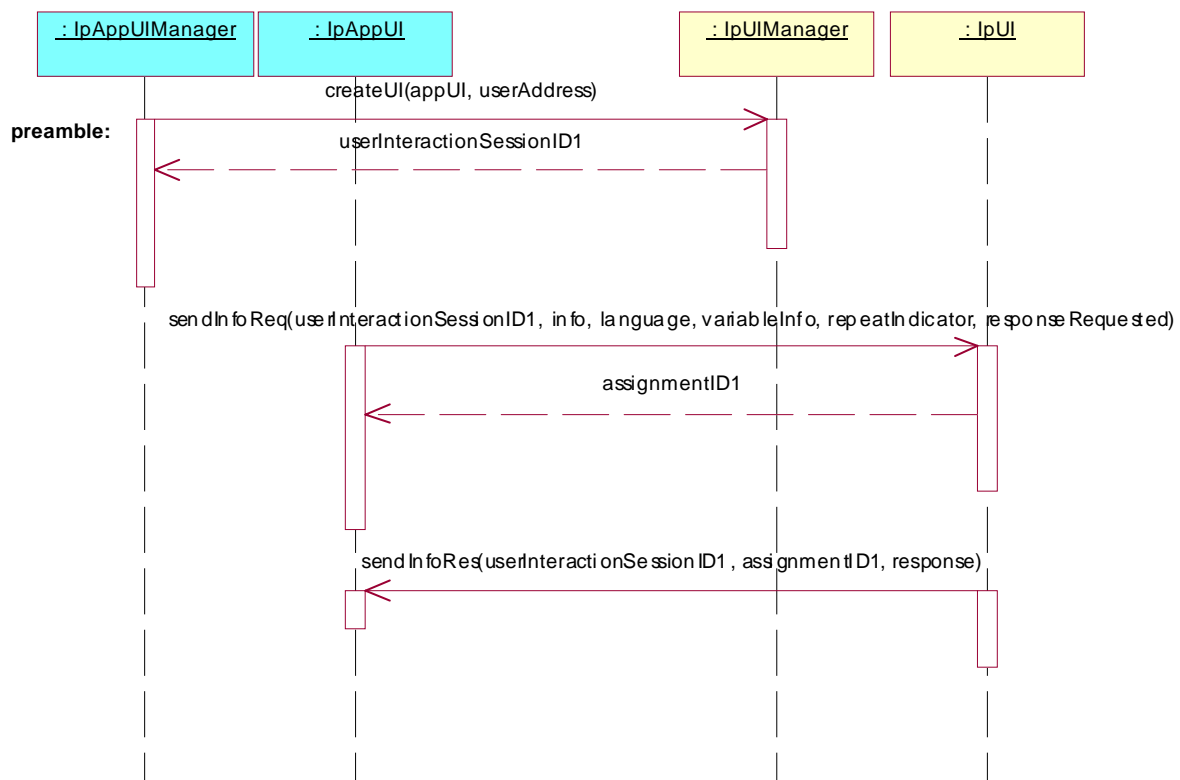 : IpAppUIManager
: IpAppUI
: IpUIManager
: IpUI
createUI(appUI, userAddress)
preamble:
userInteractionSessionID1
sendInfoReq(userInteractionSessionID1, info, language, variableInfo, repeatIndicator, responseRequested)
assignmentID1
sendInfoRes(userInteractionSessionID1, assignmentID1, response)